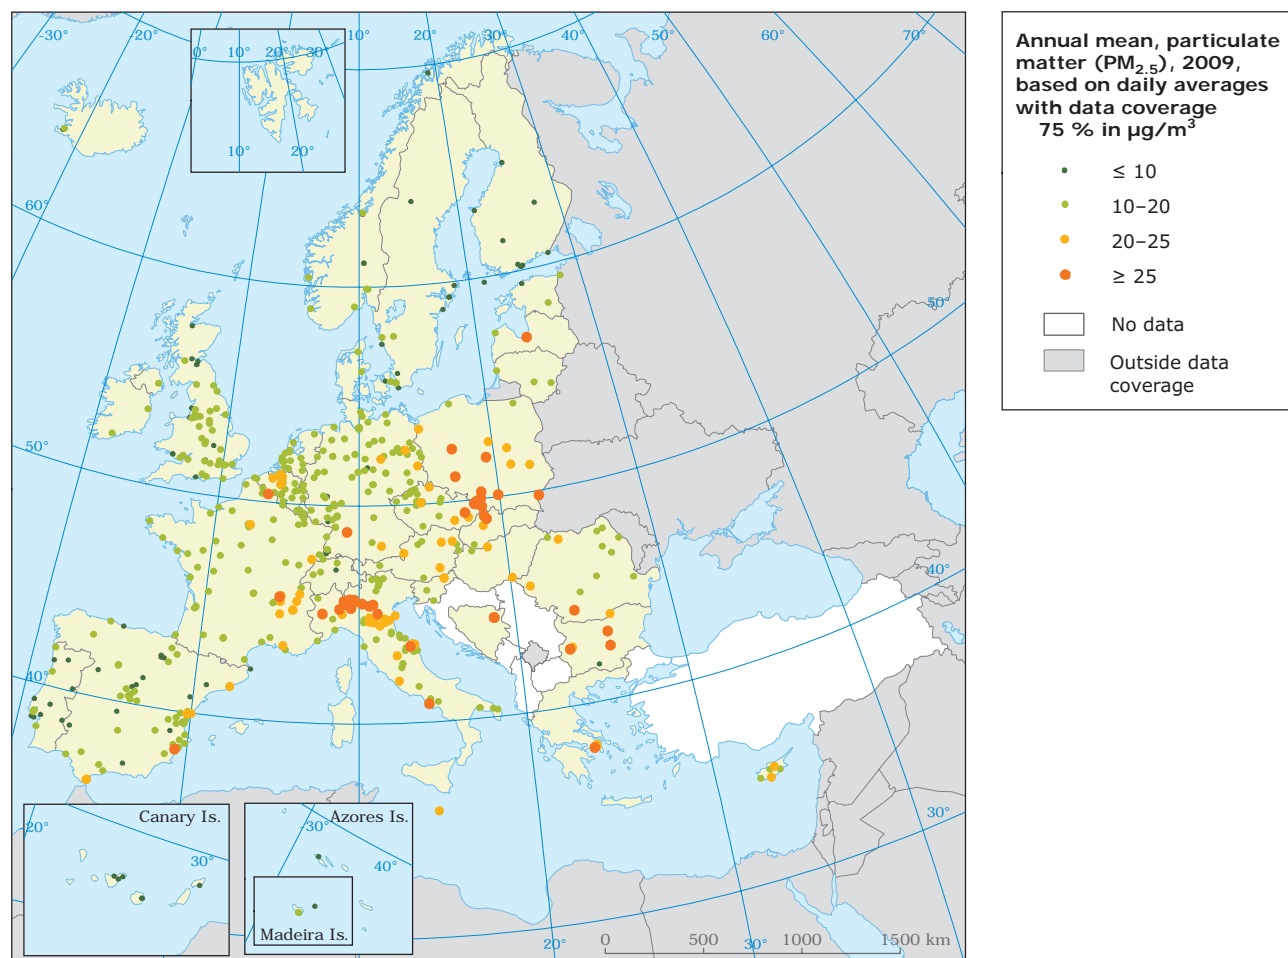 -30°
-20°
10°
20°
30°
60°
70°
0°
10°
20°
30°
10°
20°
60°
50°
50°
40°
40°
Canary Is.
-20°
30°
Azores Is.
-30°
40°
Madeira Is.
30°
20°
30°
0
500
1000
1500 km
Annual mean, particulate
matter (PM2.5), 2009,
based on daily averages
with data coverage
75 % in µg/m³
≤ 10
10–20
20–25
≥ 25
No data
Outside data
coverage